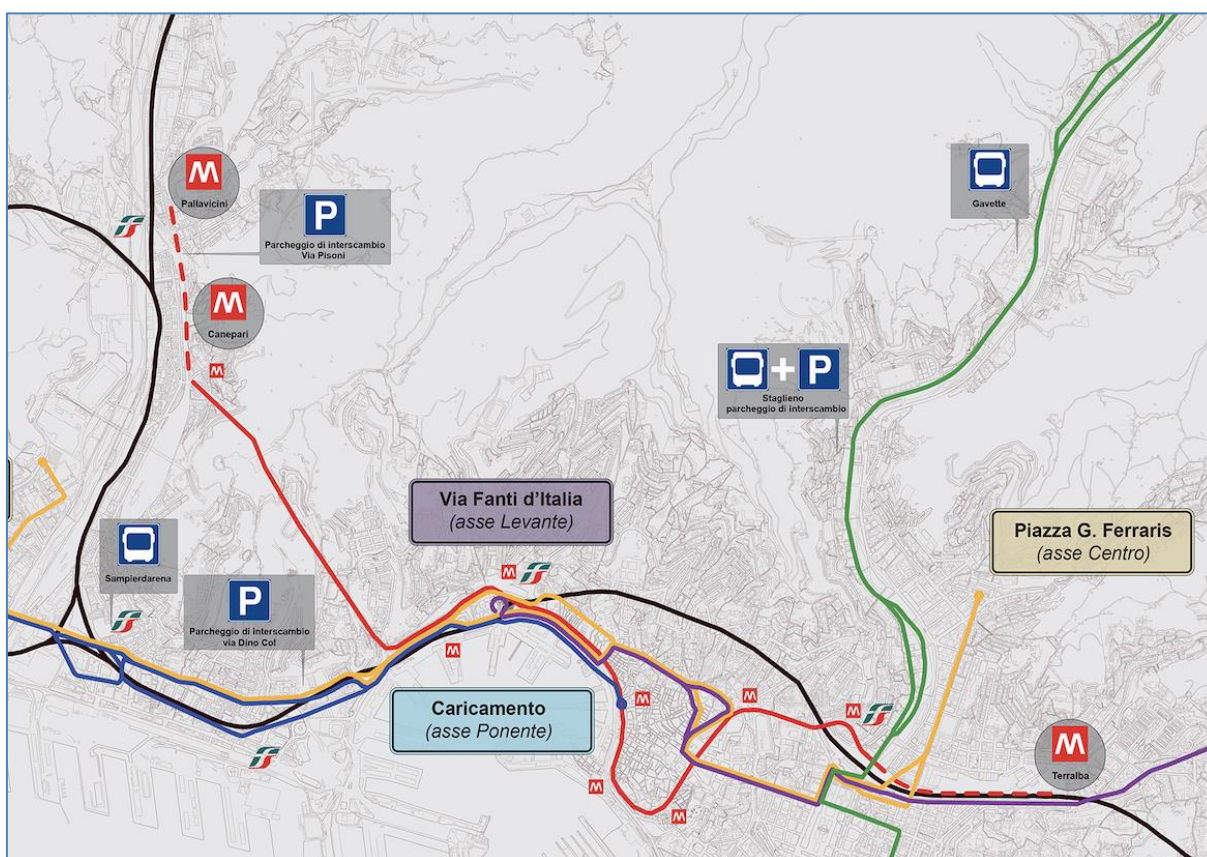 M
Pallavicini
P
Parcheggio di interscambio
Via Pisoni
M
Canepari
M
Gavette
+ P
Staglieno
parcheggio di interscambio
Via Fanti d'Italia
(asse Levante)
Piazza G. Ferraris
(asse Centro)
Sampierdarena
P
Parcheggio di interscambio
via Dino Col
M
M
Caricamento
(asse Ponente)
M
M
M
M
M
M
Terralba